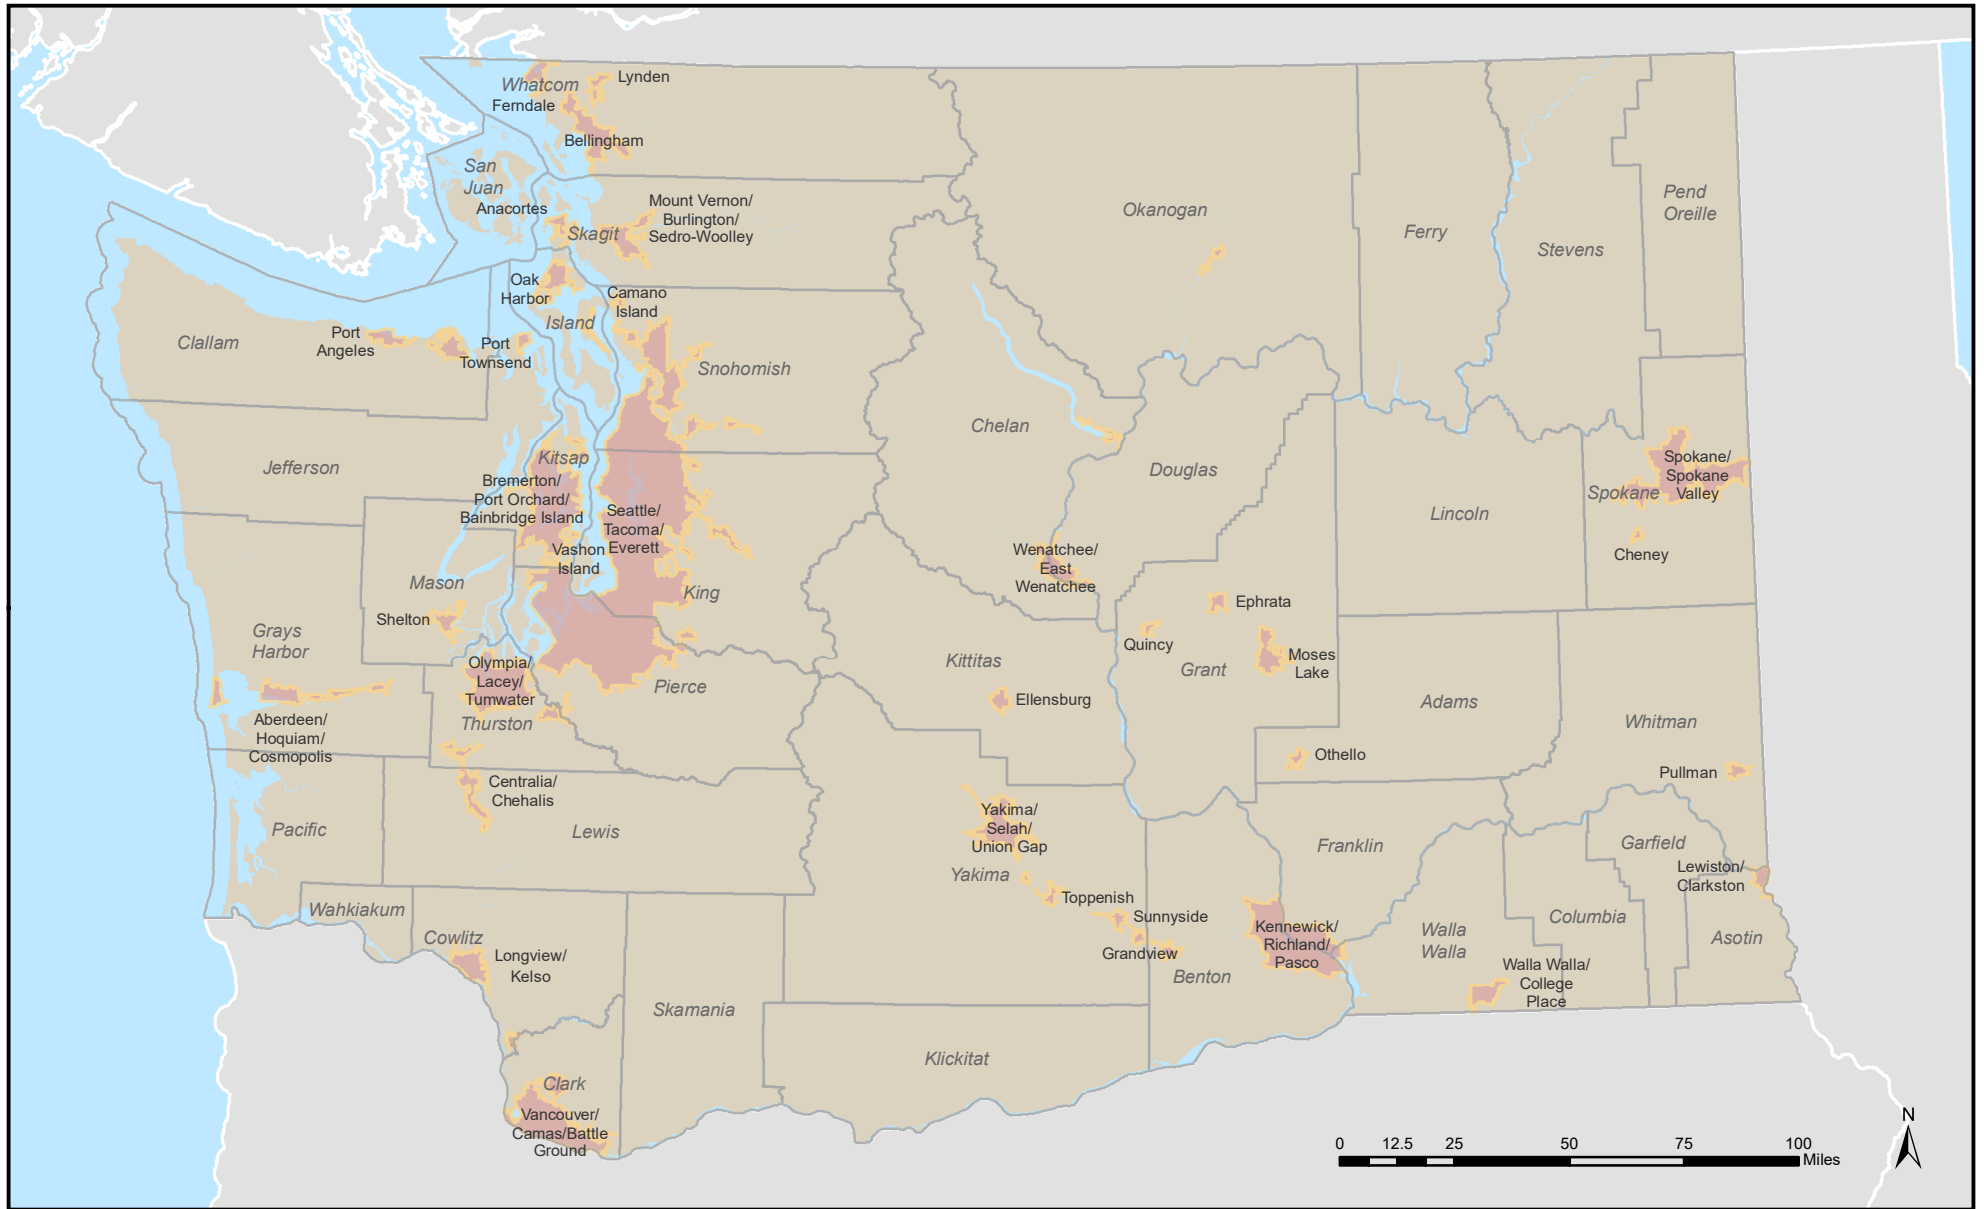 Whatcom
Lynden
Ferndale
Bellingham
San
Juan
Anacortes
Mount Vernon/
Burlington/
Sedro-Woolley
Skagit
Okanogan
Ferry
Stevens
Pend
Oreille
Oak
Harbor
Camano
Island
Island
Clallam
Port
Angeles
Port
Townsend
Snohomish
Chelan
Douglas
Jefferson
Kitsap
Bremerton/
Port Orchard/
Bainbridge Island
Seattle/
Tacoma/
Everett
Vashon
Island
Lincoln
Spokane/
Spokane
Valley
Spokane
Cheney
Wenatchee/
East
Wenatchee
Mason
King
Shelton
Ephrata
Quincy
Grant
Moses
Lake
Grays
Harbor
Olympia/
Lacey/
Tumwater
Thurston
Pierce
Kittitas
Ellensburg
Adams
Whitman
Aberdeen/
Hoquiam/
Cosmopolis
Othello
Pullman
Centralia/
Chehalis
Pacific
Lewis
Yakima/
Selah/
Union Gap
Yakima
Franklin
Garfield
Lewiston/
Clarkston
Toppenish
Sunnyside
Grandview
Wahkiakum
Cowlitz
Longview/
Kelso
Kennewick/
Richland/
Pasco
Benton
Walla
Walla
Columbia
Asotin
Walla Walla/
College
Place
Skamania
Klickitat
Clark
Vancouver/
Camas/Battle
Ground
N
0 12.5 25 50 75 100
Miles